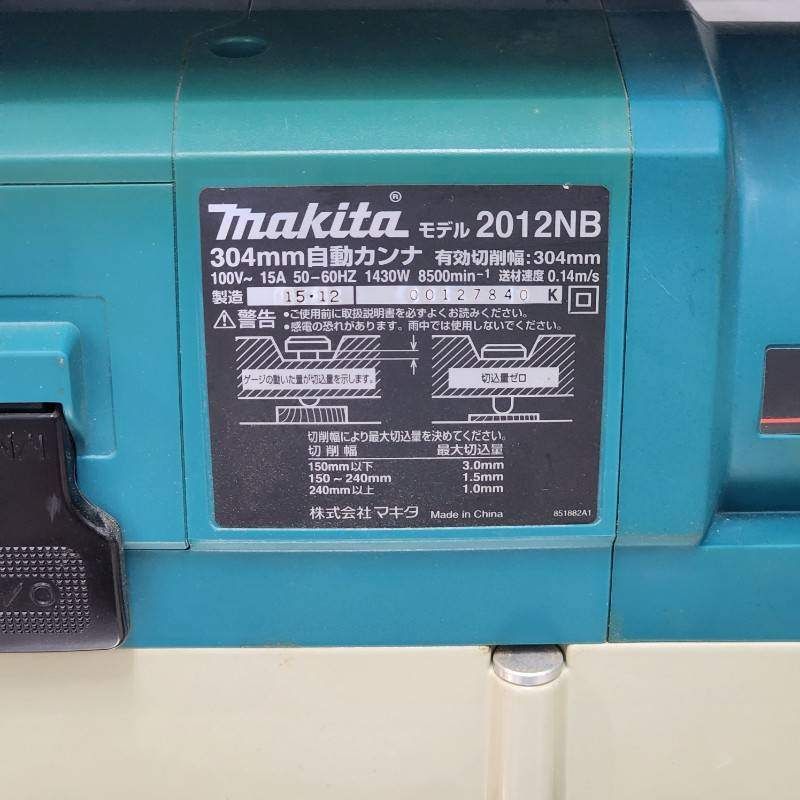 makita® モデル 2012NB
304mm自動カンナ 有効切削幅:304mm
100V~ 15A 50-60HZ 1430W 8500min-1 送材速度 0.14m/s
製造 15・12 00127840 K
警告 ・ご使用前に取扱説明書を必ずよくお読みください。
・感電の恐れがあります。雨中では使用しないでください。
ゲージの動いた量が切込量を示します。 切込量ゼロ
切削幅により最大切込量を決めてください。
切削幅 最大切込量
150mm以下 3.0mm
150~240mm 1.5mm
240mm以上 1.0mm
株式会社マキタ Made in China 851882A1